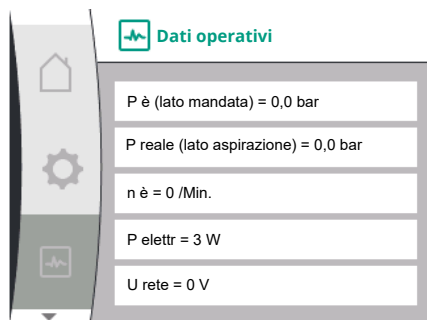 Dati operativi
P è (lato mandata) = 0,0 bar
P reale (lato aspirazione) = 0,0 bar
n è = 0 /Min.
P elettr = 3 W
U rete = 0 V